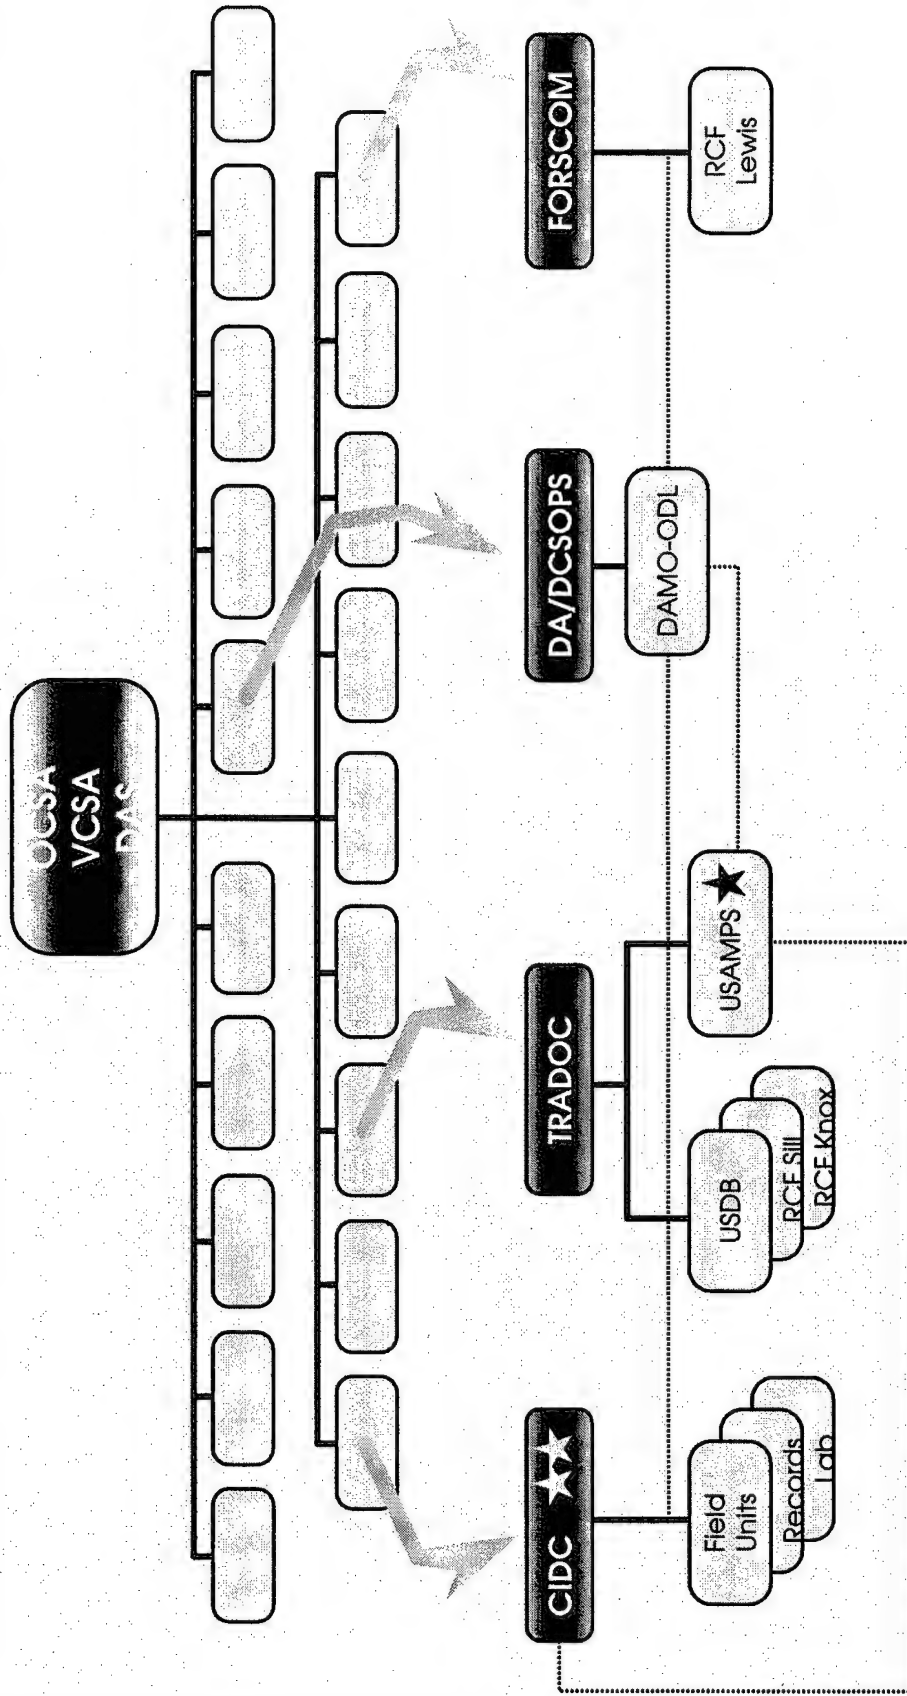 OCSA
VCSA
DAS
CIDC
TRADOC
DA/DCSOPS
FORSCOM
Field
Units
Records
Lab
USDB
RCF Sill
RCF Knox
USAMPS
DAMO-ODL
RCF
Lewis